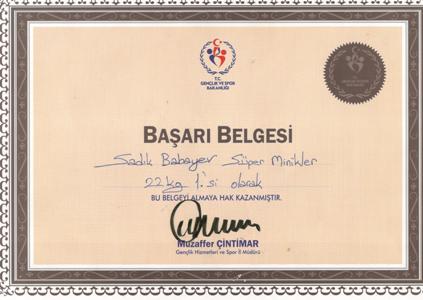 T.C.
GENÇLİK VE SPOR
BAKANLIĞI
BAŞARI BELGESİ
Sadık Babayev Süper Minikler
22 kg 1.'si olarak
BU BELGEYİ ALMAYA HAK KAZANMIŞTIR.
Muzaffer ÇİNTİMAR
Gençlik Hizmetleri ve Spor İl Müdürü